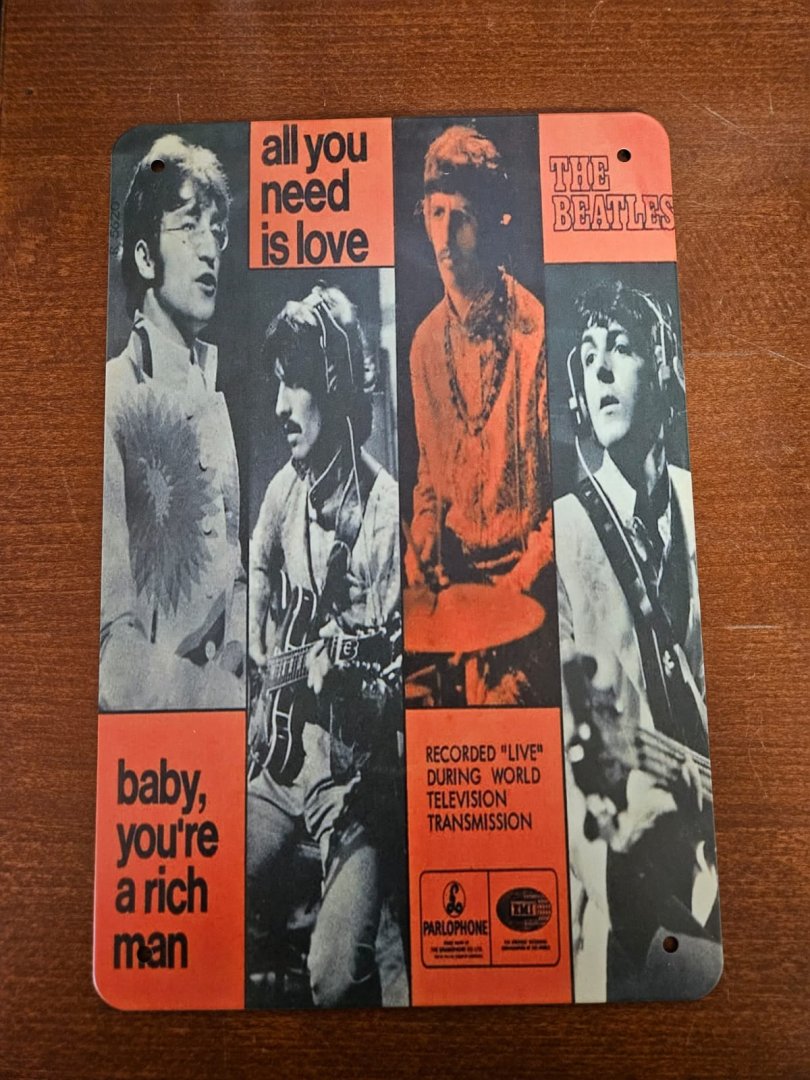 all you
need
is love
THE
BEATLES
baby,
you're
a rich
man
RECORDED "LIVE"
DURING WORLD
TELEVISION
TRANSMISSION
PARLOPHONE
EMI